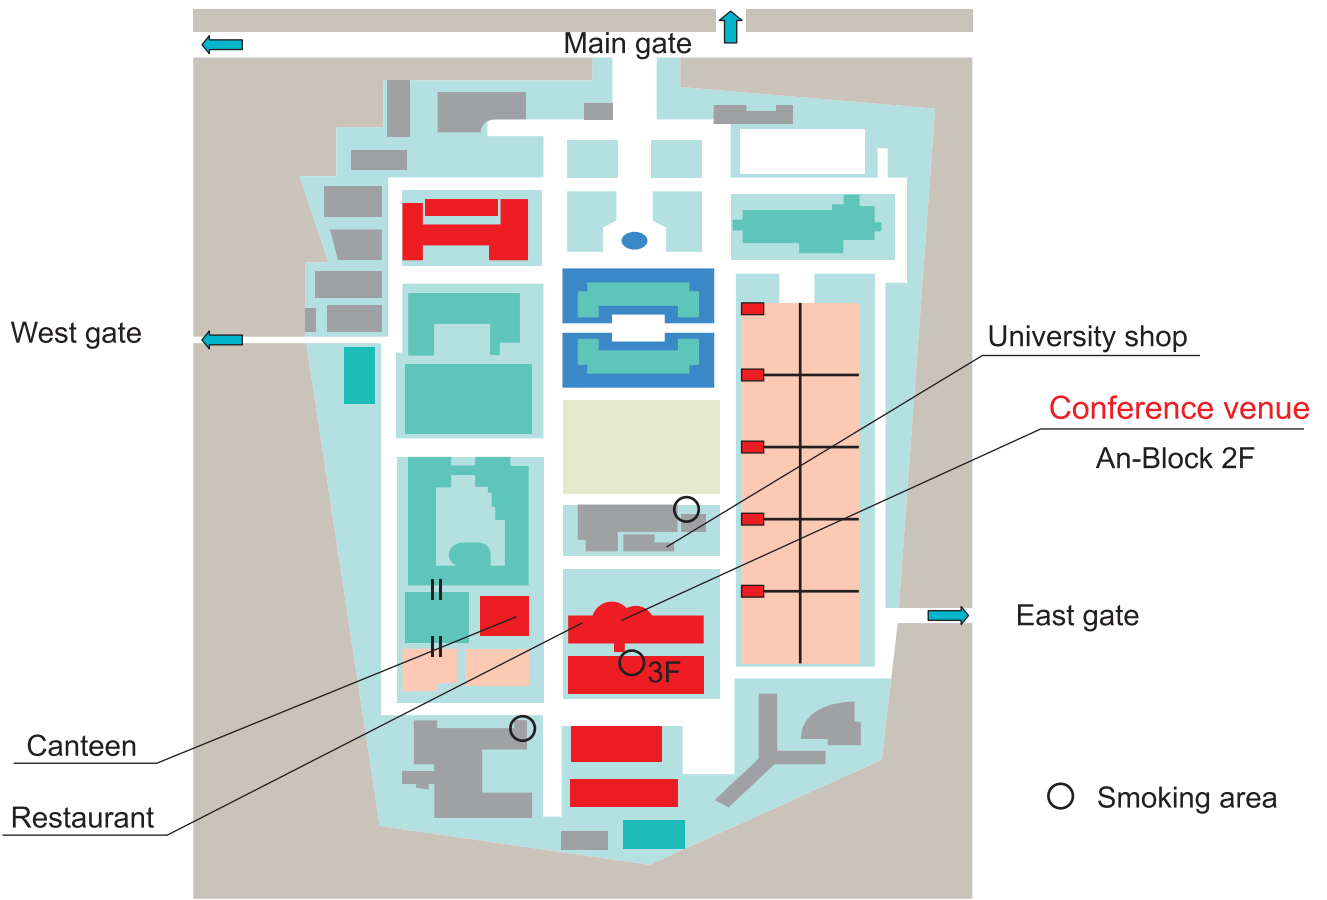 Main gate
West gate
University shop
Conference venue
An-Block 2F
East gate
3F
Canteen
Restaurant
Smoking area